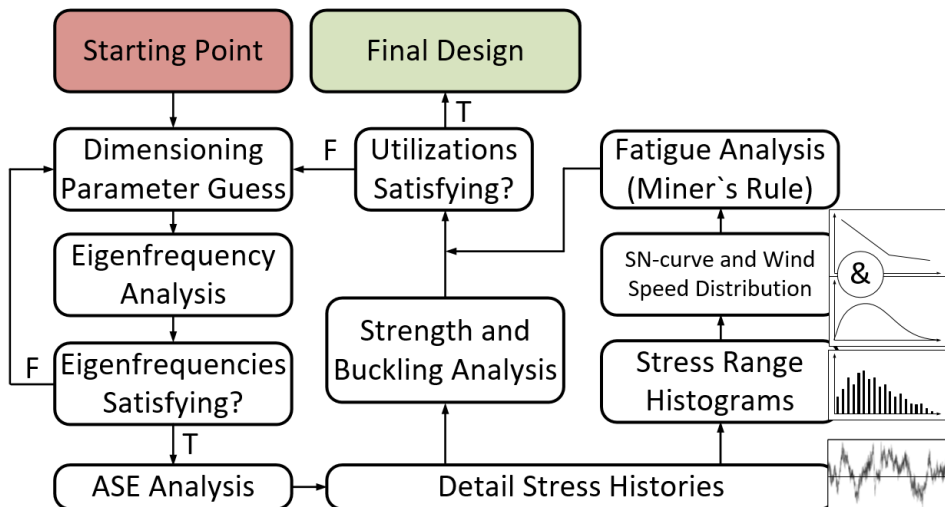 Starting Point
Final Design
T
F
Dimensioning
Parameter Guess
Utilizations
Satisfying?
Fatigue Analysis
(Miner`s Rule)
Eigenfrequency
Analysis
SN-curve and Wind
Speed Distribution
&
Strength and
Buckling Analysis
F
Eigenfrequencies
Satisfying?
Stress Range
Histograms
T
ASE Analysis
Detail Stress Histories